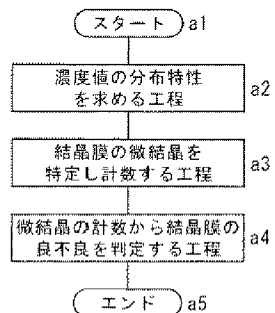 スタート a1
濃度値の分布特性
を求める工程 a2
結晶膜の微結晶を
特定し計数する工程 a3
微結晶の計数から結晶膜の
良不良を判定する工程 a4
エンド a5